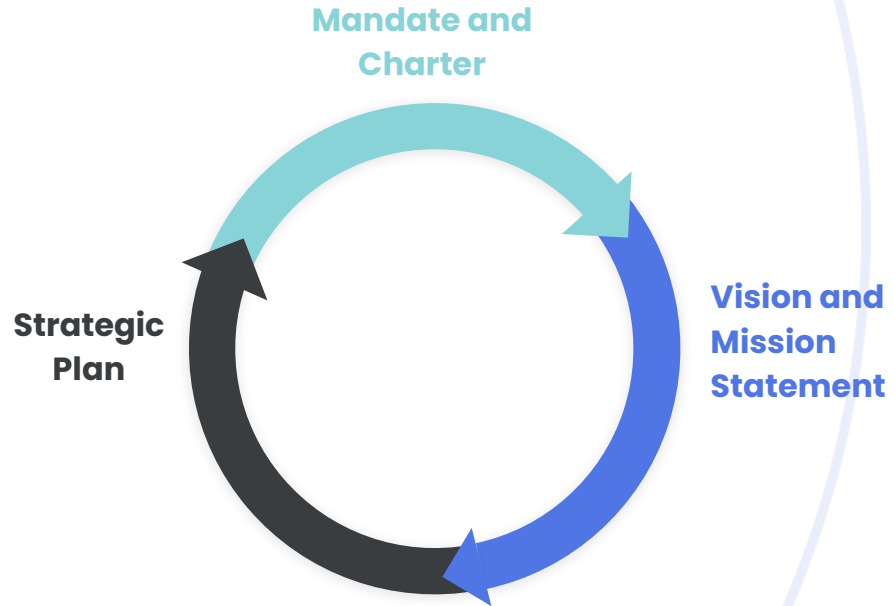 Mandate and
Charter
Vision and
Mission
Statement
Strategic
Plan